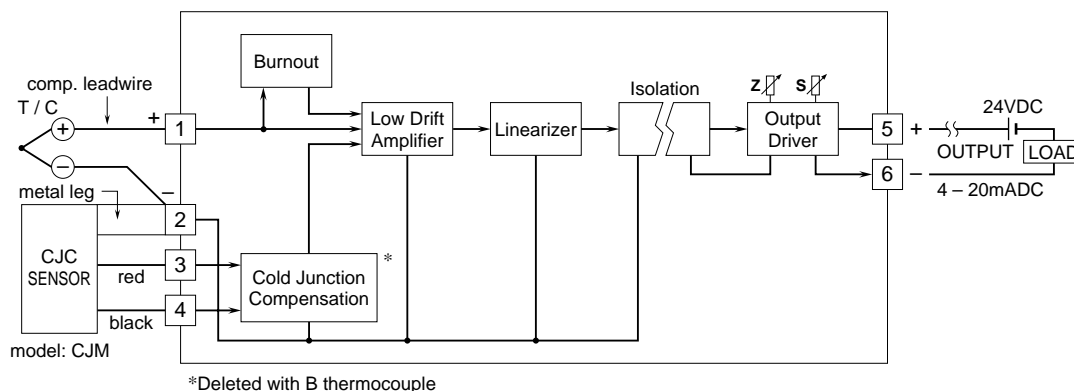 Burnout
comp. leadwire
T / C
+
−
+
1
−
metal leg
2
CJC
SENSOR
red
3
black
4
model: CJM
Low Drift
Amplifier
Linearizer
Isolation
Z
S
Output
Driver
Cold Junction
Compensation
*
5
+
6
−
24VDC
OUTPUT
LOAD
4 – 20mADC
*Deleted with B thermocouple